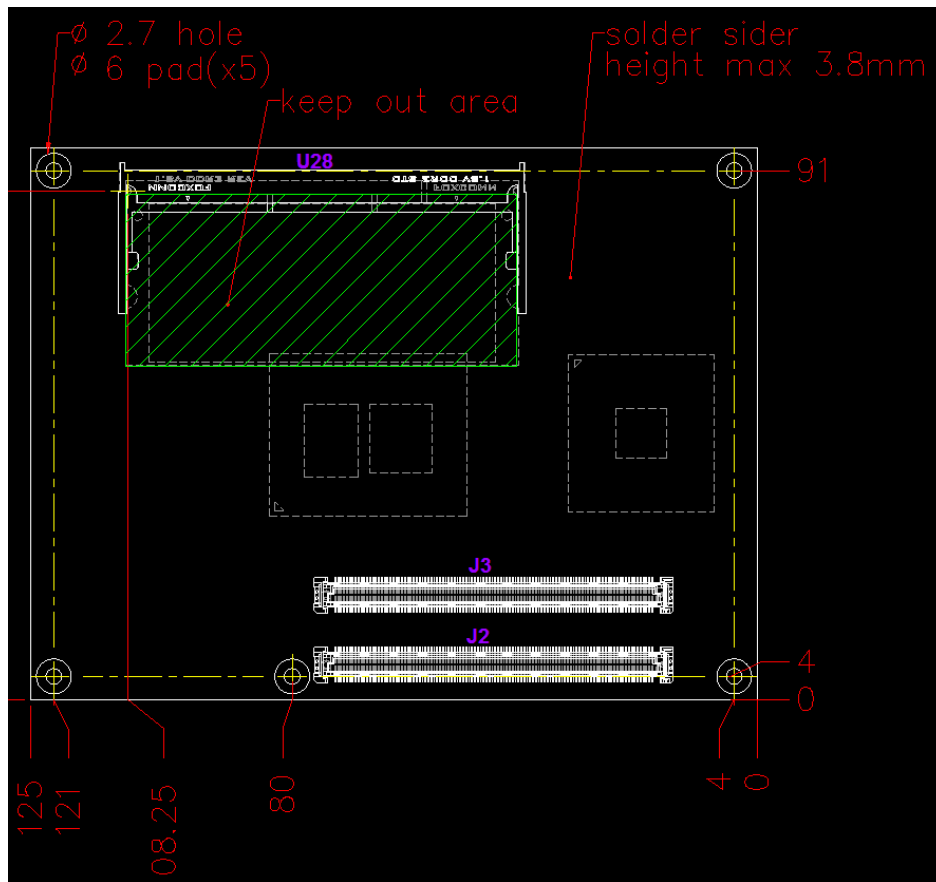 ø 2.7 hole
ø 6 pad(x5)
solder sider
height max 3.8mm
keep out area
U28
91
J3
J2
4
0
125
121
08.25
80
4
0